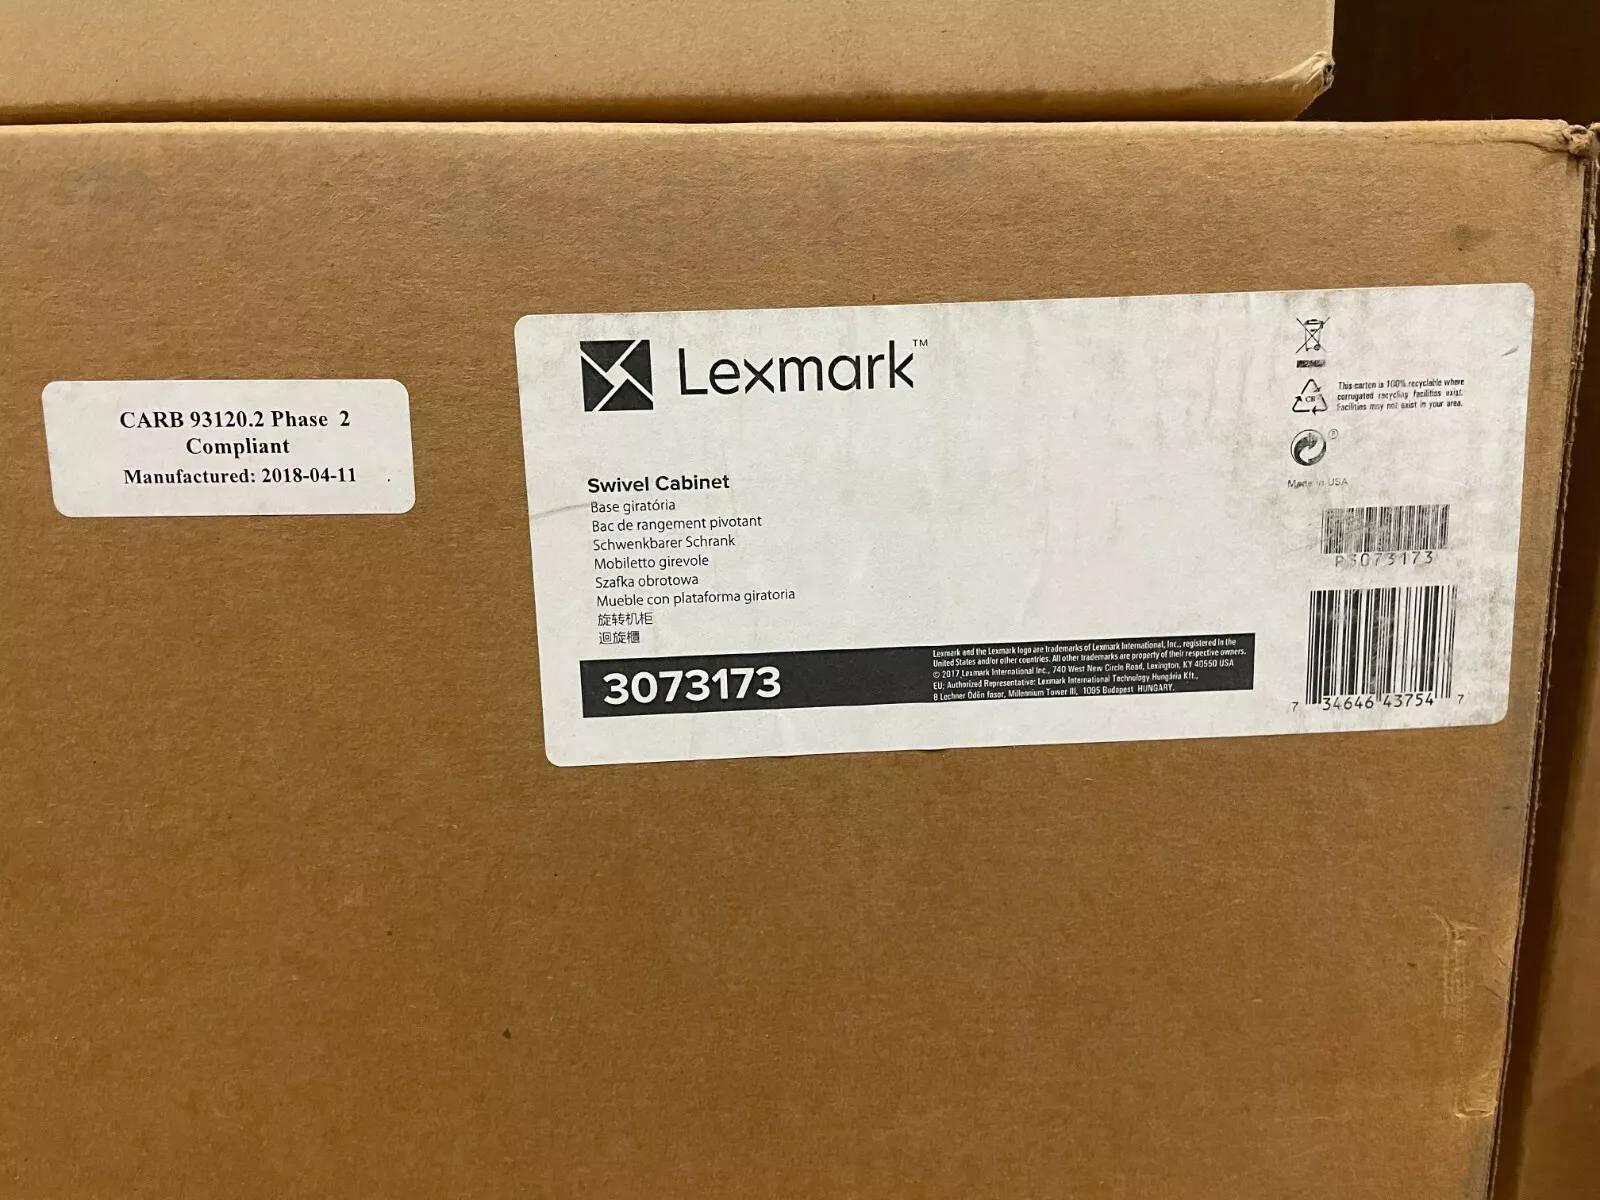 CARB 93120.2 Phase 2
Compliant
Manufactured: 2018-04-11
Lexmark™
Swivel Cabinet
Base giratória
Bac de rangement pivotant
Schwenkbarer Schrank
Mobiletto girevole
Szafka obrotowa
Mueble con plataforma giratoria
旋转机柜
迴旋櫃
3073173
Lexmark and the Lexmark logo are trademarks of Lexmark International, Inc., registered in the
United States and/or other countries. All other trademarks are property of their respective owners.
© 2017 Lexmark International Inc., 740 West New Circle Road, Lexington, KY 40550 USA
EU; Authorized Representative: Lexmark International Technology Hungária Kft.,
8 Lechner Ödön fasor, Millennium Tower III, 1095 Budapest HUNGARY.
CB
This carton is 100% recyclable where
corrugated recycling facilities exist.
Facilities may not exist in your area.
®
Made in USA
P3073173
7 34646 43754 7